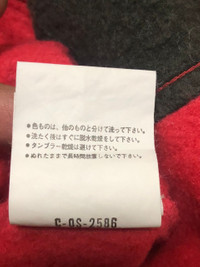 ＊色ものは、他のものと分けて洗って下さい。
＊洗たく後はすぐに脱水乾燥をして下さい。
＊タンブラー乾燥は避けて下さい。
＊ぬれたままで長時間放置しないで下さい。
C-OS-2586